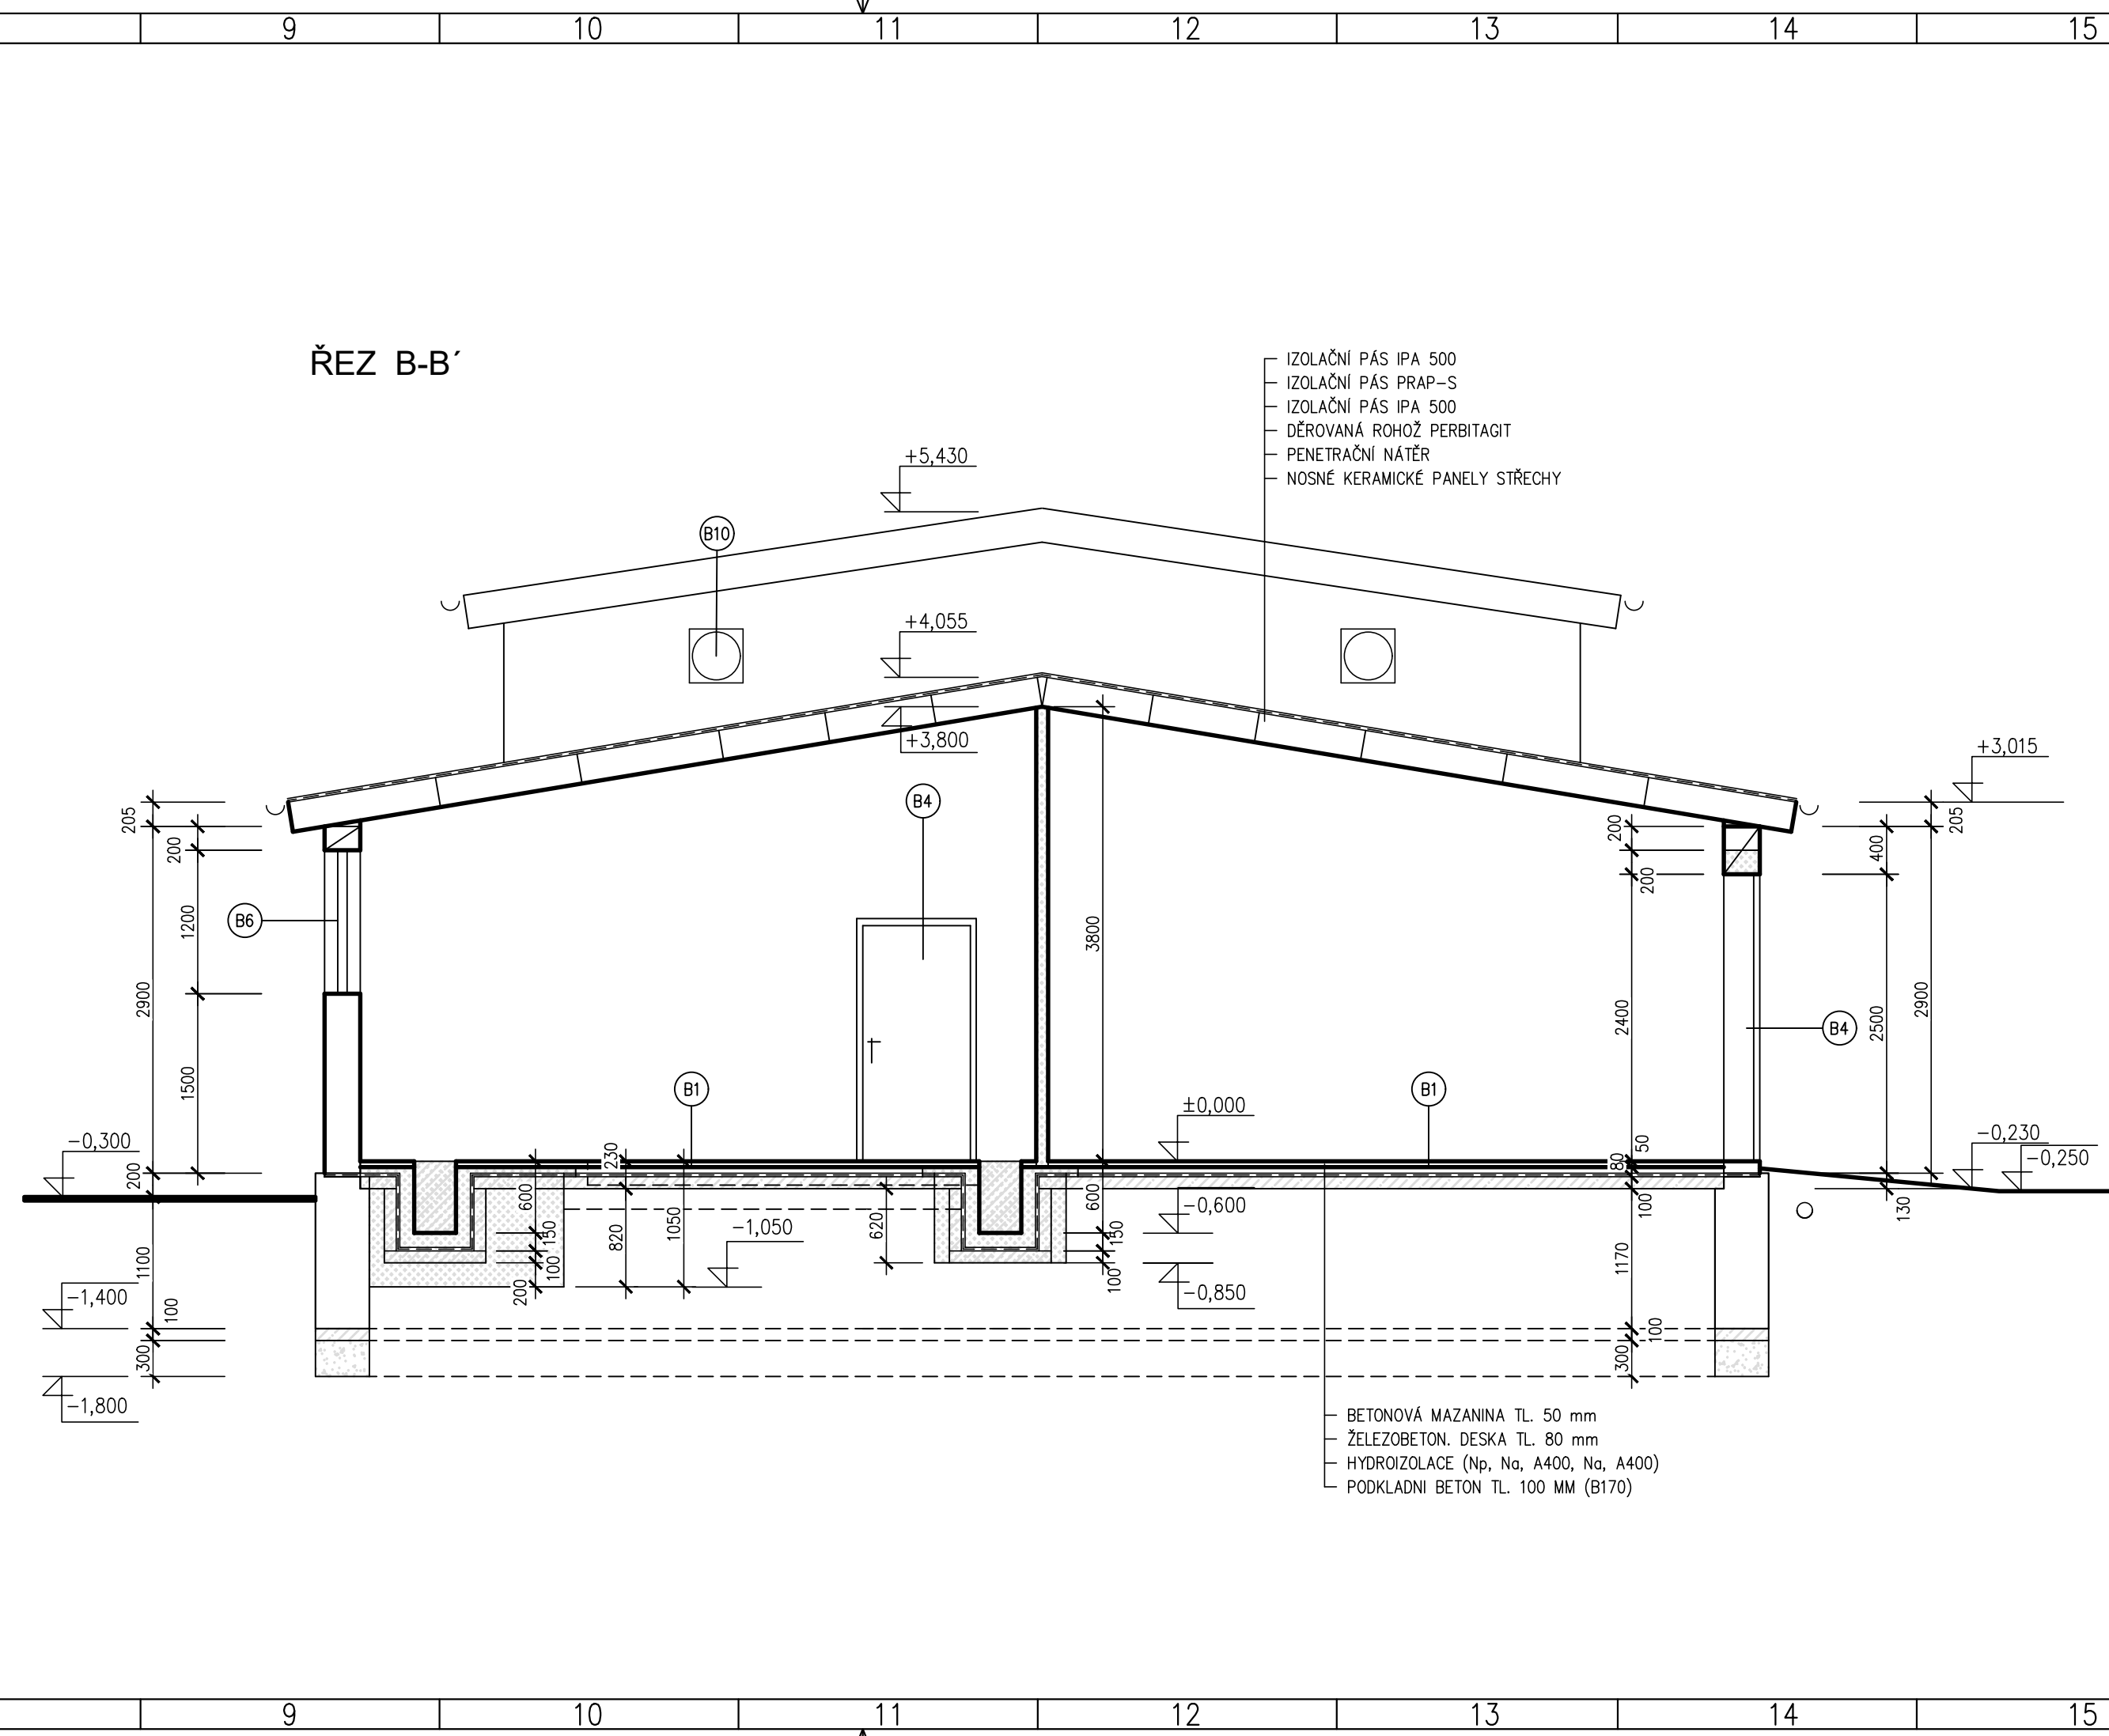 9 10 11 12 13 14 15
ŘEZ B-B´
IZOLAČNÍ PÁS IPA 500
IZOLAČNÍ PÁS PRAP-S
IZOLAČNÍ PÁS IPA 500
DĚROVANÁ ROHOŽ PERBITAGIT
PENETRAČNÍ NÁTĚR
NOSNÉ KERAMICKÉ PANELY STŘECHY
+5,430
B10
+4,055
+3,800
+3,015
B4
205
200
1200
2900
1500
B6
3800
200
200
2400
400
205
2500
2900
B4
B1
B1
±0,000
-0,300
200
230
50
80
-0,230
-0,250
600
150
100
200
820
1050
-1,050
620
600
150
100
-0,600
-0,850
100
130
1170
1100
-1,400
100
300
-1,800
100
300
BETONOVÁ MAZANINA TL. 50 mm
ŽELEZOBETON. DESKA TL. 80 mm
HYDROIZOLACE (Np, Na, A400, Na, A400)
PODKLADNI BETON TL. 100 MM (B170)
9 10 11 12 13 14 15